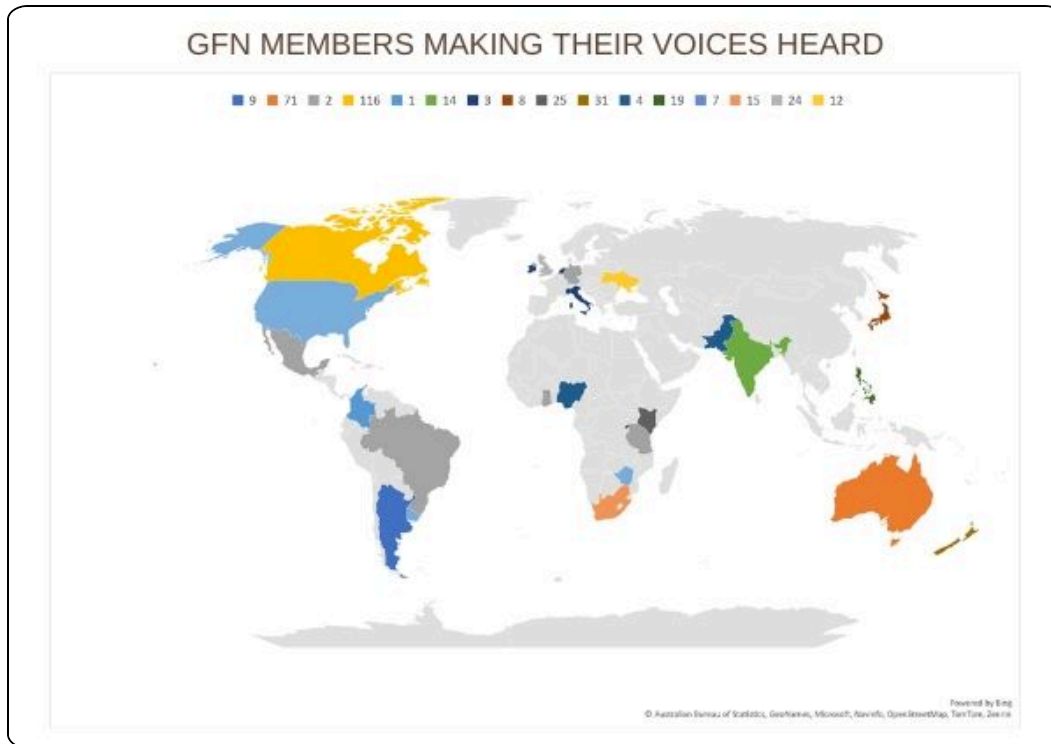 GFN MEMBERS MAKING THEIR VOICES HEARD
9 71 2 116 1 14 3 8 25 31 4 19 7 15 24 12
Powered by Bing
© Australian Bureau of Statistics, GeoNames, Microsoft, Navinfo, OpenStreetMap, TomTom, Zenrin